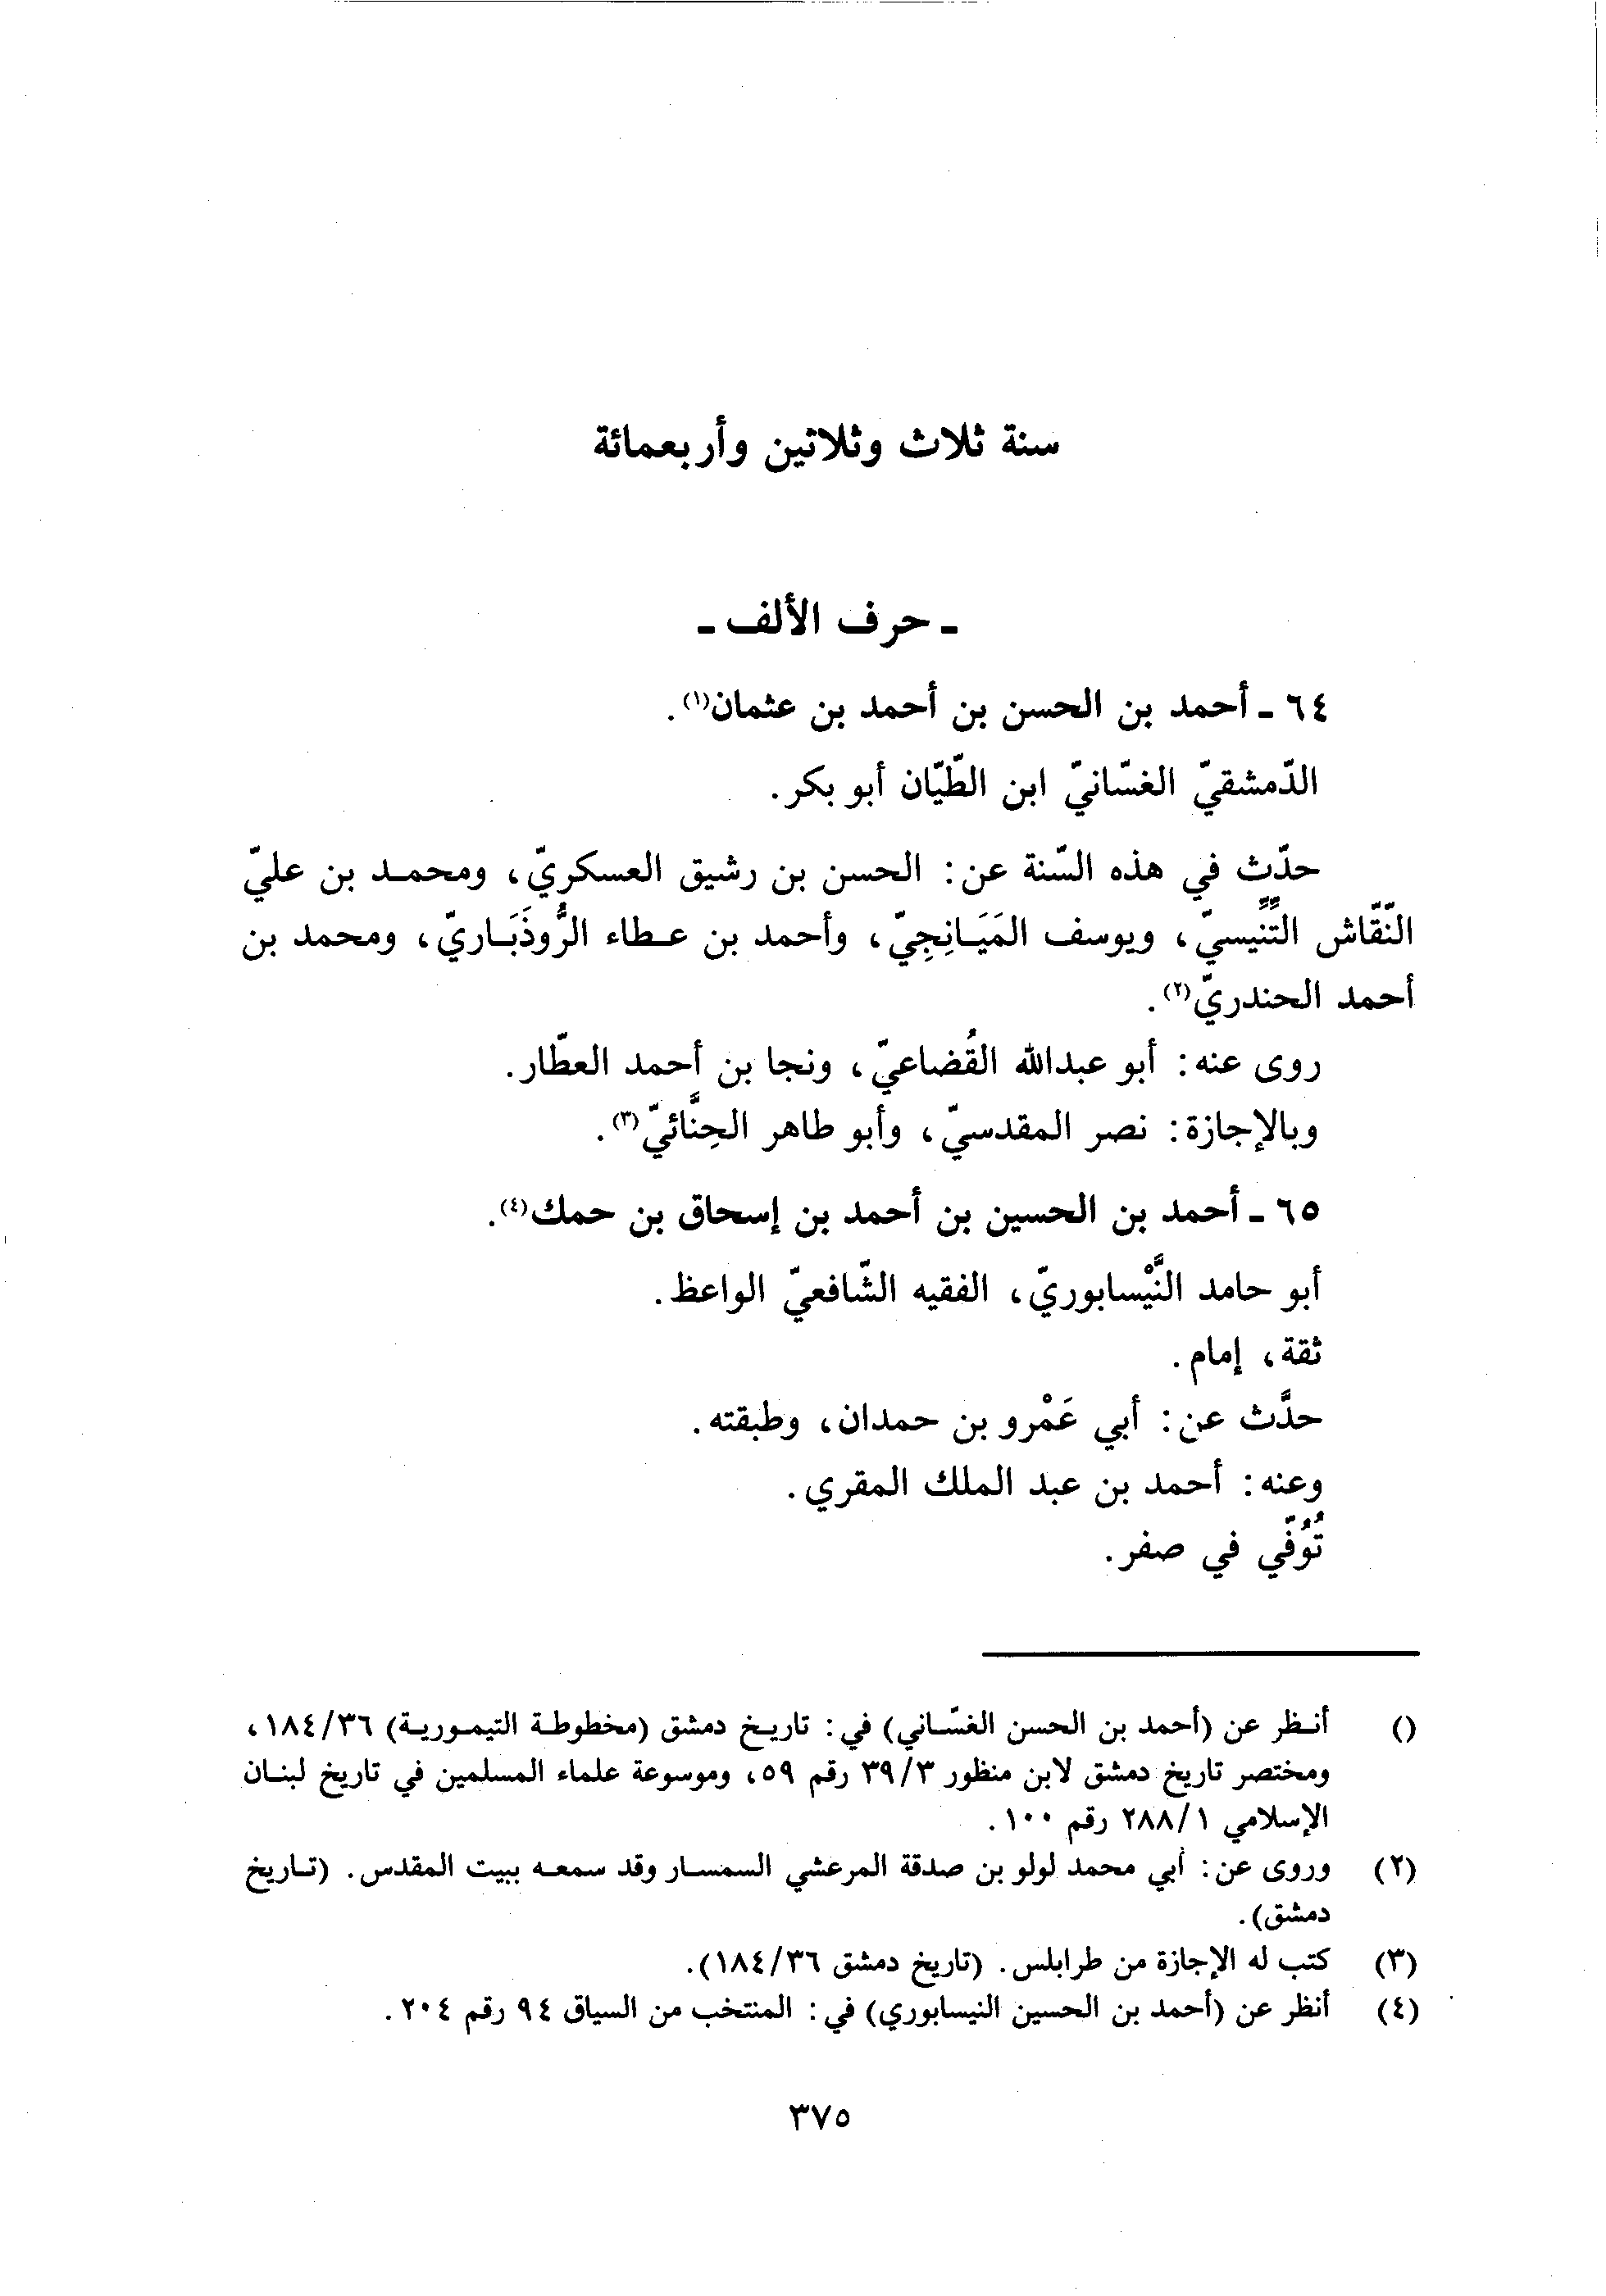 سنة ثلاث وثلاثين وأربعمائة
ـ حرف الألف ـ
٦٤ ـ أحمد بن الحسن بن أحمد بن عثمان(١).
الدّمشقيّ الغسّانيّ ابن الطّيّان أبو بكر.
حدّث في هذه السّنة عن: الحسن بن رشيق العسكريّ، ومحمد بن عليّ
النّقّاش التِّنِّيسيّ، ويوسف المَيَانِجِيّ، وأحمد بن عطاء الرُّوذَبَاريّ، ومحمد بن
أحمد الحندريّ(٢).
روى عنه: أبو عبدالله القُضاعيّ، ونجا بن أحمد العطّار.
وبالإجازة: نصر المقدسيّ، وأبو طاهر الحِنَّائيّ(٣).
٦٥ ـ أحمد بن الحسين بن أحمد بن إسحاق بن حمك(٤).
أبو حامد النَّيْسابوريّ، الفقيه الشّافعيّ الواعظ.
ثقة، إمام.
حدَّث عن: أبي عَمْرو بن حمدان، وطبقته.
وعنه: أحمد بن عبد الملك المقري.
تُوُفّي في صفر.
() أنظر عن (أحمد بن الحسن الغسّاني) في: تاريخ دمشق (مخطوطة التيمورية) ١٨٤/٣٦،
ومختصر تاريخ دمشق لابن منظور ٣٩/٣ رقم ٥٩، وموسوعة علماء المسلمين في تاريخ لبنان
الإسلامي ٢٨٨/١ رقم ١٠٠.
(٢) وروى عن: أبي محمد لولو بن صدقة المرعشي السمسار وقد سمعه ببيت المقدس. (تاريخ
دمشق).
(٣) كتب له الإجازة من طرابلس. (تاريخ دمشق ١٨٤/٣٦).
(٤) أنظر عن (أحمد بن الحسين النيسابوري) في: المنتخب من السياق ٩٤ رقم ٢٠٤.
٣٧٥